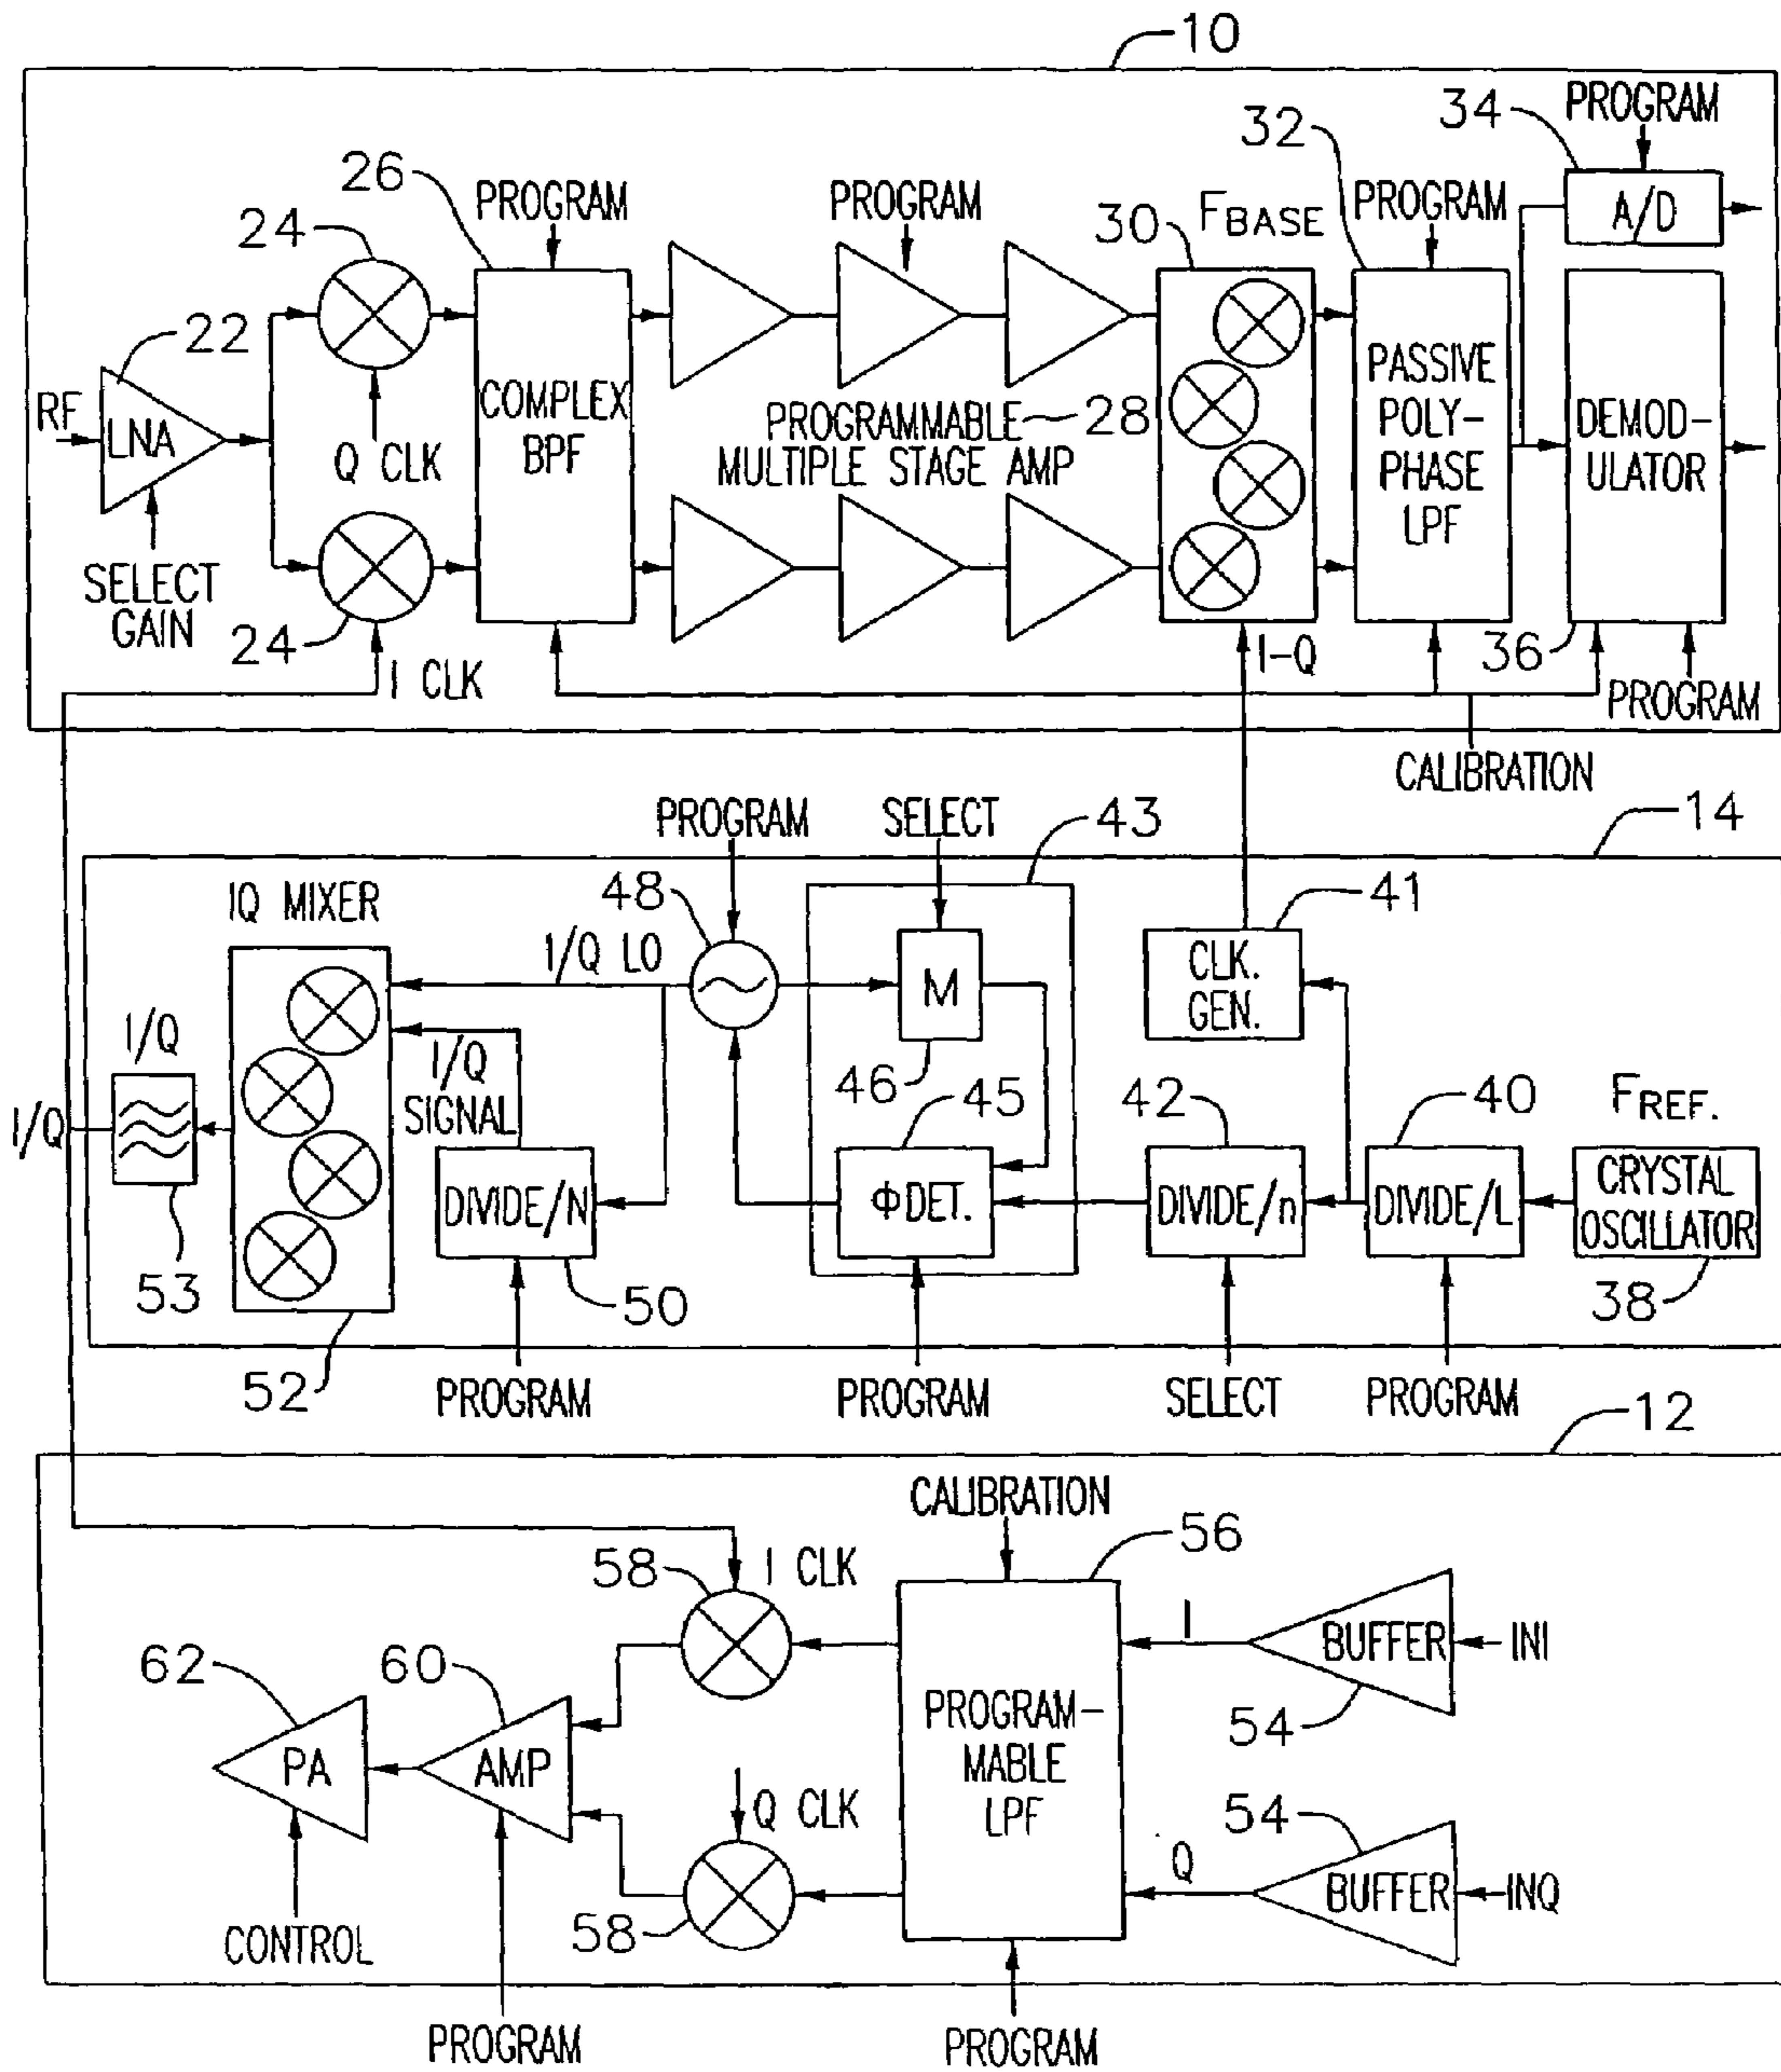 10
PROGRAM
34
32
A/D
26
PROGRAM
PROGRAM
30
FBASE
PROGRAM
24
22
RF
LNA
Q CLK
COMPLEX
BPF
PROGRAMMABLE
MULTIPLE STAGE AMP
28
PASSIVE
POLY-
PHASE
LPF
DEMOD-
ULATOR
SELECT
GAIN
24
I CLK
I-Q
36
PROGRAM
CALIBRATION
PROGRAM
SELECT
43
14
IQ MIXER
48
I/Q LO
M
CLK.
GEN.
41
I/Q
I/Q
I/Q
SIGNAL
46
45
42
40
FREF.
53
DIVIDE/N
ΦDET.
DIVIDE/n
DIVIDE/L
CRYSTAL
OSCILLATOR
50
38
52
PROGRAM
PROGRAM
SELECT
PROGRAM
12
CALIBRATION
56
58
I CLK
I
BUFFER
INI
54
62
60
PA
AMP
PROGRAM-
MABLE
LPF
Q CLK
54
Q
BUFFER
INQ
58
CONTROL
PROGRAM
PROGRAM